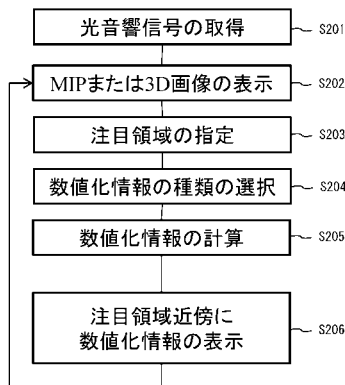 光音響信号の取得
S201
MIPまたは3D画像の表示
S202
注目領域の指定
S203
数値化情報の種類の選択
S204
数値化情報の計算
S205
注目領域近傍に
数値化情報の表示
S206